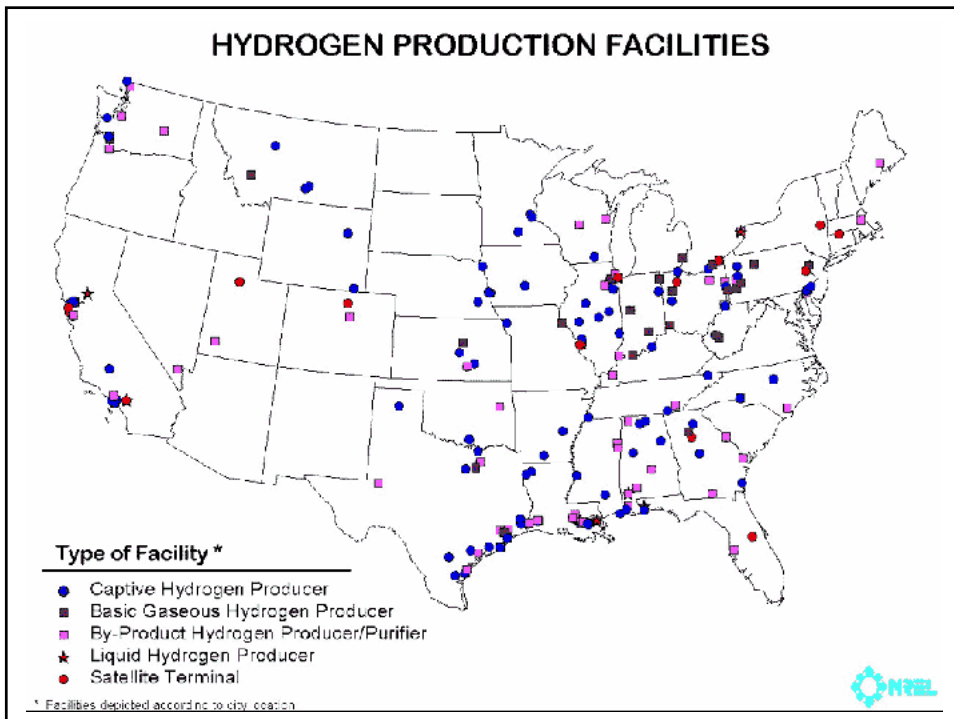 HYDROGEN PRODUCTION FACILITIES
Type of Facility *
Captive Hydrogen Producer
Basic Gaseous Hydrogen Producer
By-Product Hydrogen Producer/Purifier
Liquid Hydrogen Producer
Satellite Terminal
* Facilities depicted according to city location
NREL